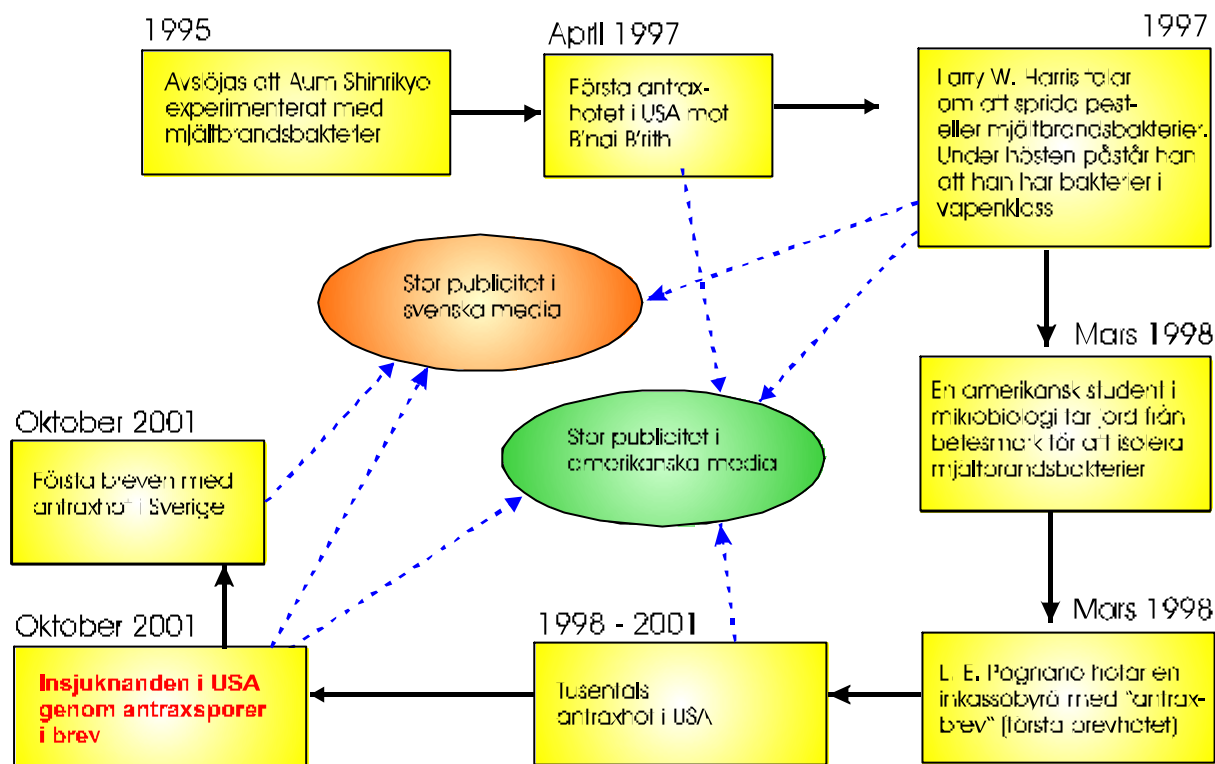 1995
Avsöjas att Aum Shinrikyo
experimenterat med
mjältbrandsbakterier
April 1997
Första antrax-
hotet i USA mot
B'nai B'rith
1997
Larry W. Harris talar
om att sprida pest-
eller mjältbrandsbakterier.
Under hösten påstår han
att han har bakterier i
vapenklass
Mars 1998
En amerikansk student i
mikrobiologi tar jord från
betesmark för att isolera
mjältbrandsbakterier
Mars 1998
L. E. Pagnano hotar en
inkassobyrå med "antrax-
brev" (första brevhotet)
1998 - 2001
Tusentals
antraxhot i USA
Oktober 2001
Insjuknanden i USA
genom antraxsporer
i brev
Oktober 2001
Första breven med
antraxhot i Sverige
Stor publicitet i
svenska media
Stor publicitet i
amerikanska media